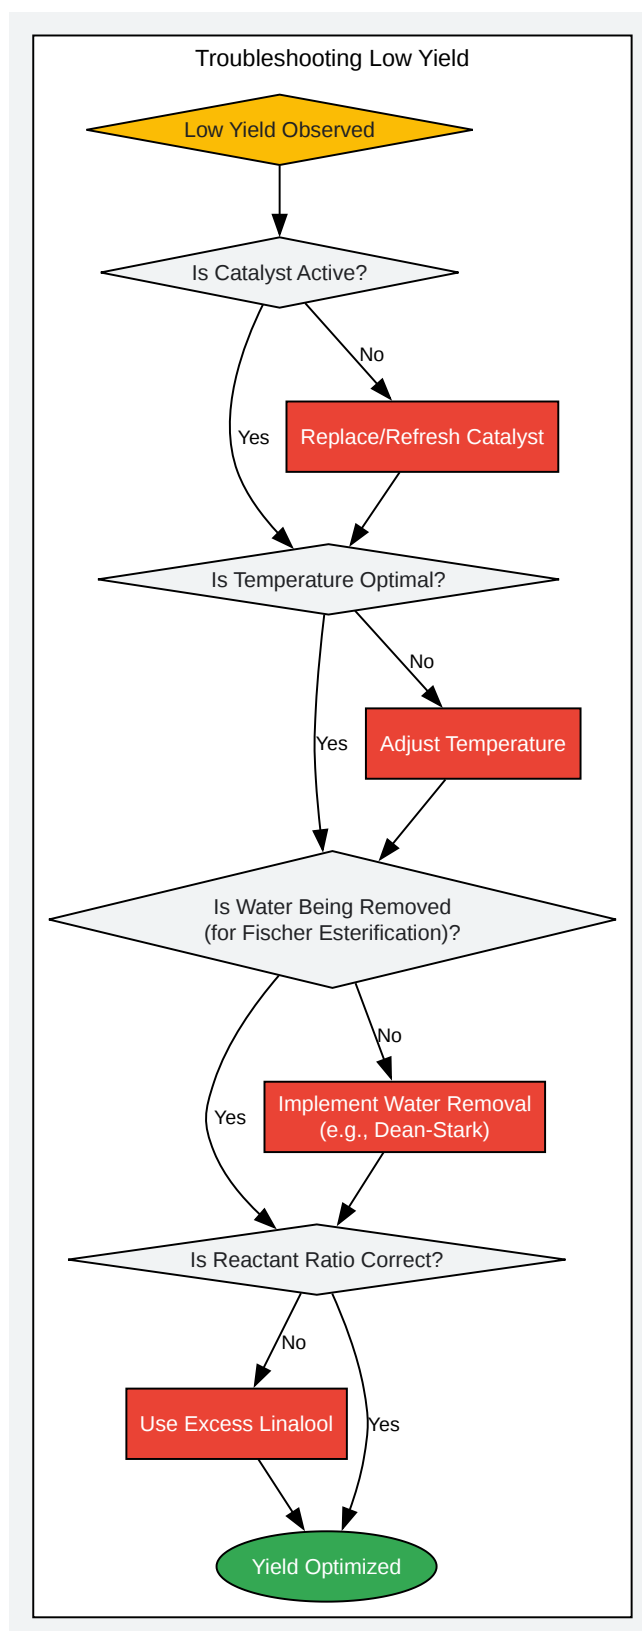 Troubleshooting Low Yield
Low Yield Observed
Is Catalyst Active?
No
Replace/Refresh Catalyst
Yes
Is Temperature Optimal?
No
Adjust Temperature
Yes
Is Water Being Removed
(for Fischer Esterification)?
No
Implement Water Removal
(e.g., Dean-Stark)
Yes
Is Reactant Ratio Correct?
No
Use Excess Linalool
Yes
Yield Optimized